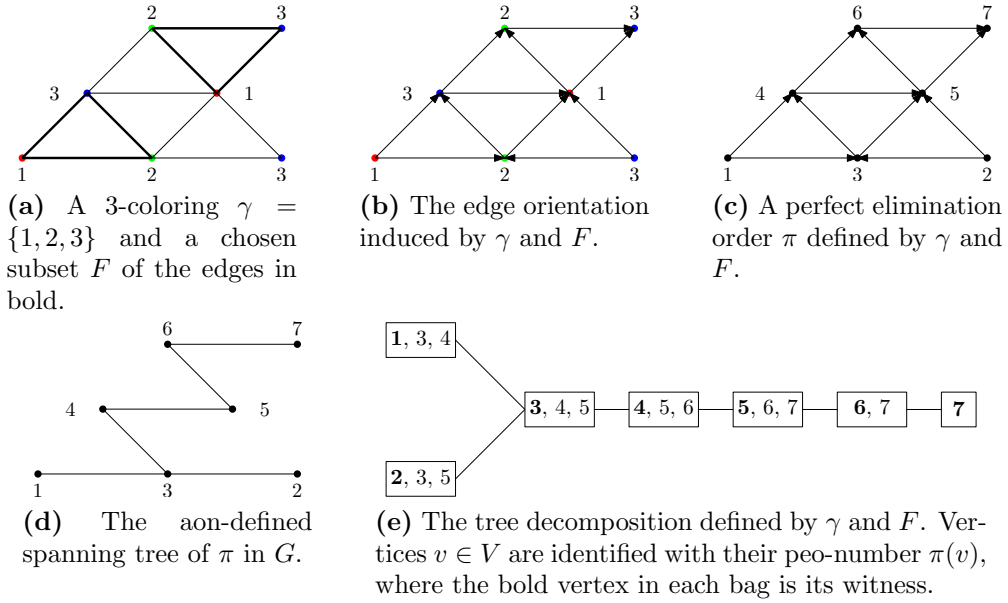 2 3
3 1
1 2 3
(a) A 3-coloring γ =
{1, 2, 3} and a chosen
subset F of the edges in
bold.
2 3
3 1
1 2 3
(b) The edge orientation
induced by γ and F.
6 7
4 5
1 3 2
(c) A perfect elimination
order π defined by γ and
F.
6 7
4 5
1 3 2
(d) The aon-defined
spanning tree of π in G.
1, 3, 4
3, 4, 5 4, 5, 6 5, 6, 7 6, 7 7
2, 3, 5
(e) The tree decomposition defined by γ and F. Ver-
tices v ∈ V are identified with their peo-number π(v),
where the bold vertex in each bag is its witness.